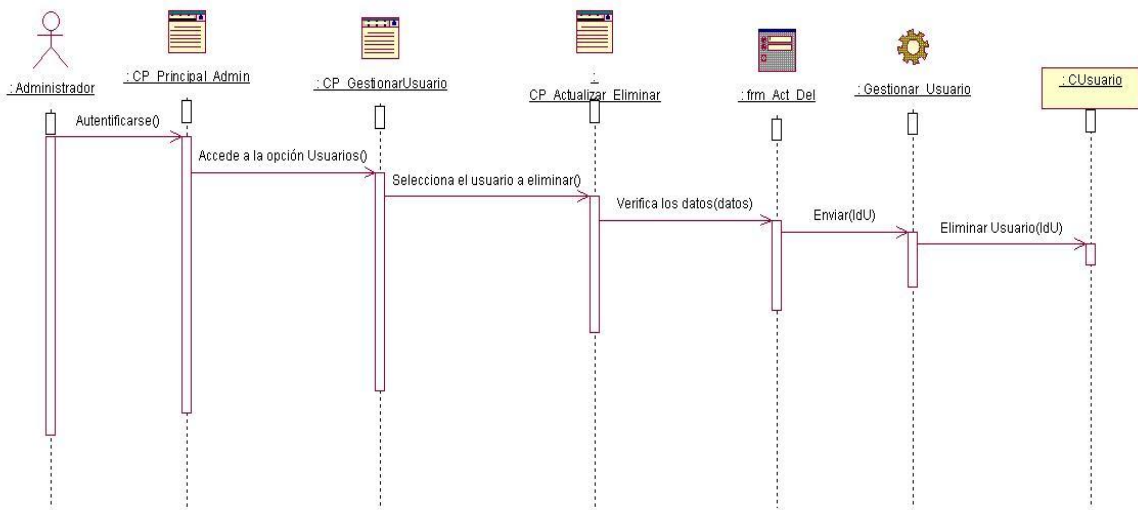 : Administrador
: CP_Principal_Admin
: CP_GestionarUsuario
:
CP_Actualizar_Eliminar
: frm_Act_Del
: Gestionar_Usuario
: CUsuario
Autentificarse()
Accede a la opción Usuarios()
Selecciona el usuario a eliminar()
Verifica los datos(datos)
Enviar(IdU)
Eliminar Usuario(IdU)